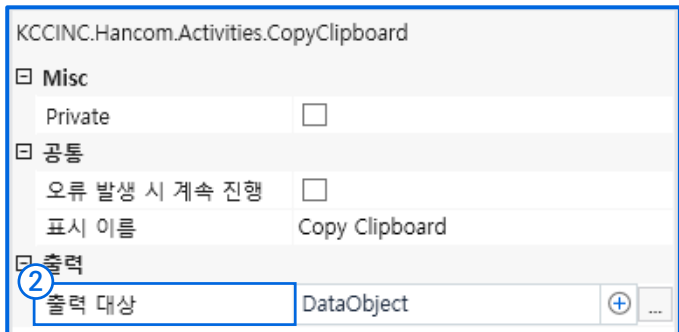 KCCINC.Hancom.Activities.CopyClipboard
Misc
Private
공통
오류 발생 시 계속 진행
표시 이름 Copy Clipboard
출력
2
출력 대상 DataObject ...